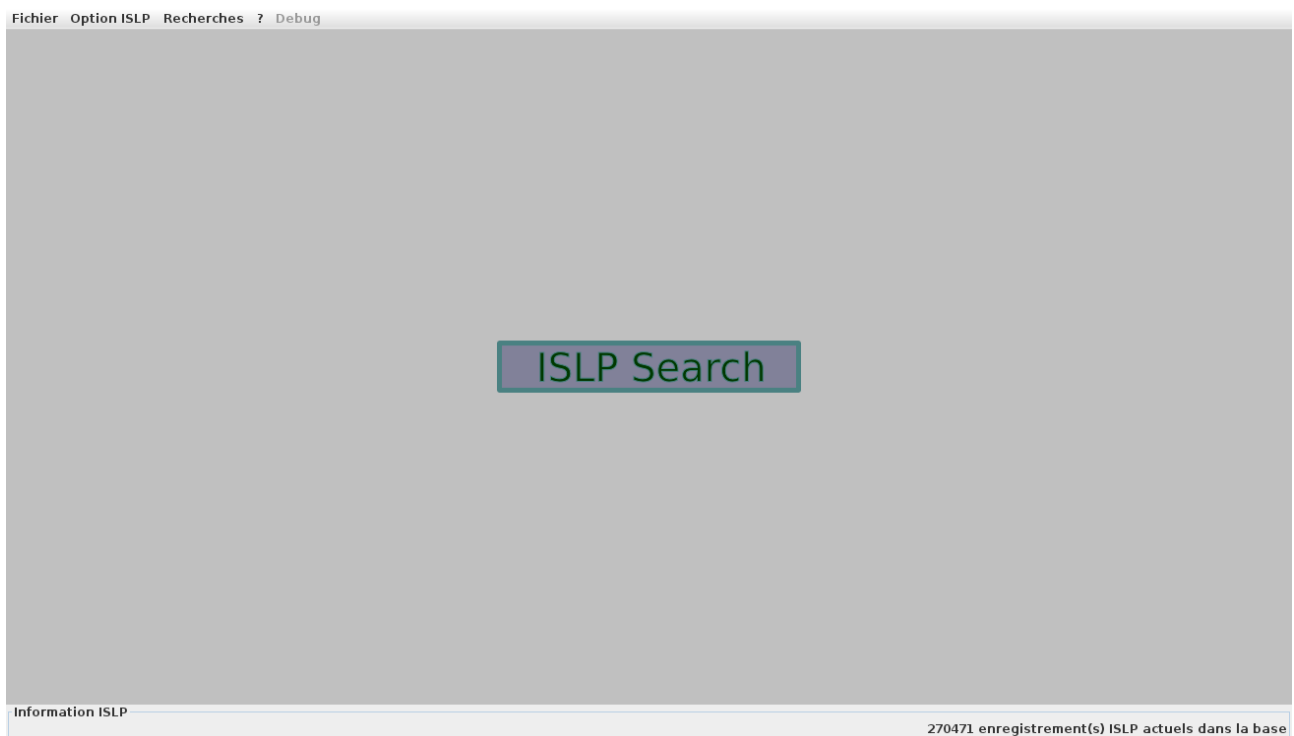 Fichier Option ISLP Recherches ? Debug
ISLP Search
Information ISLP
270471 enregistrement(s) ISLP actuels dans la base